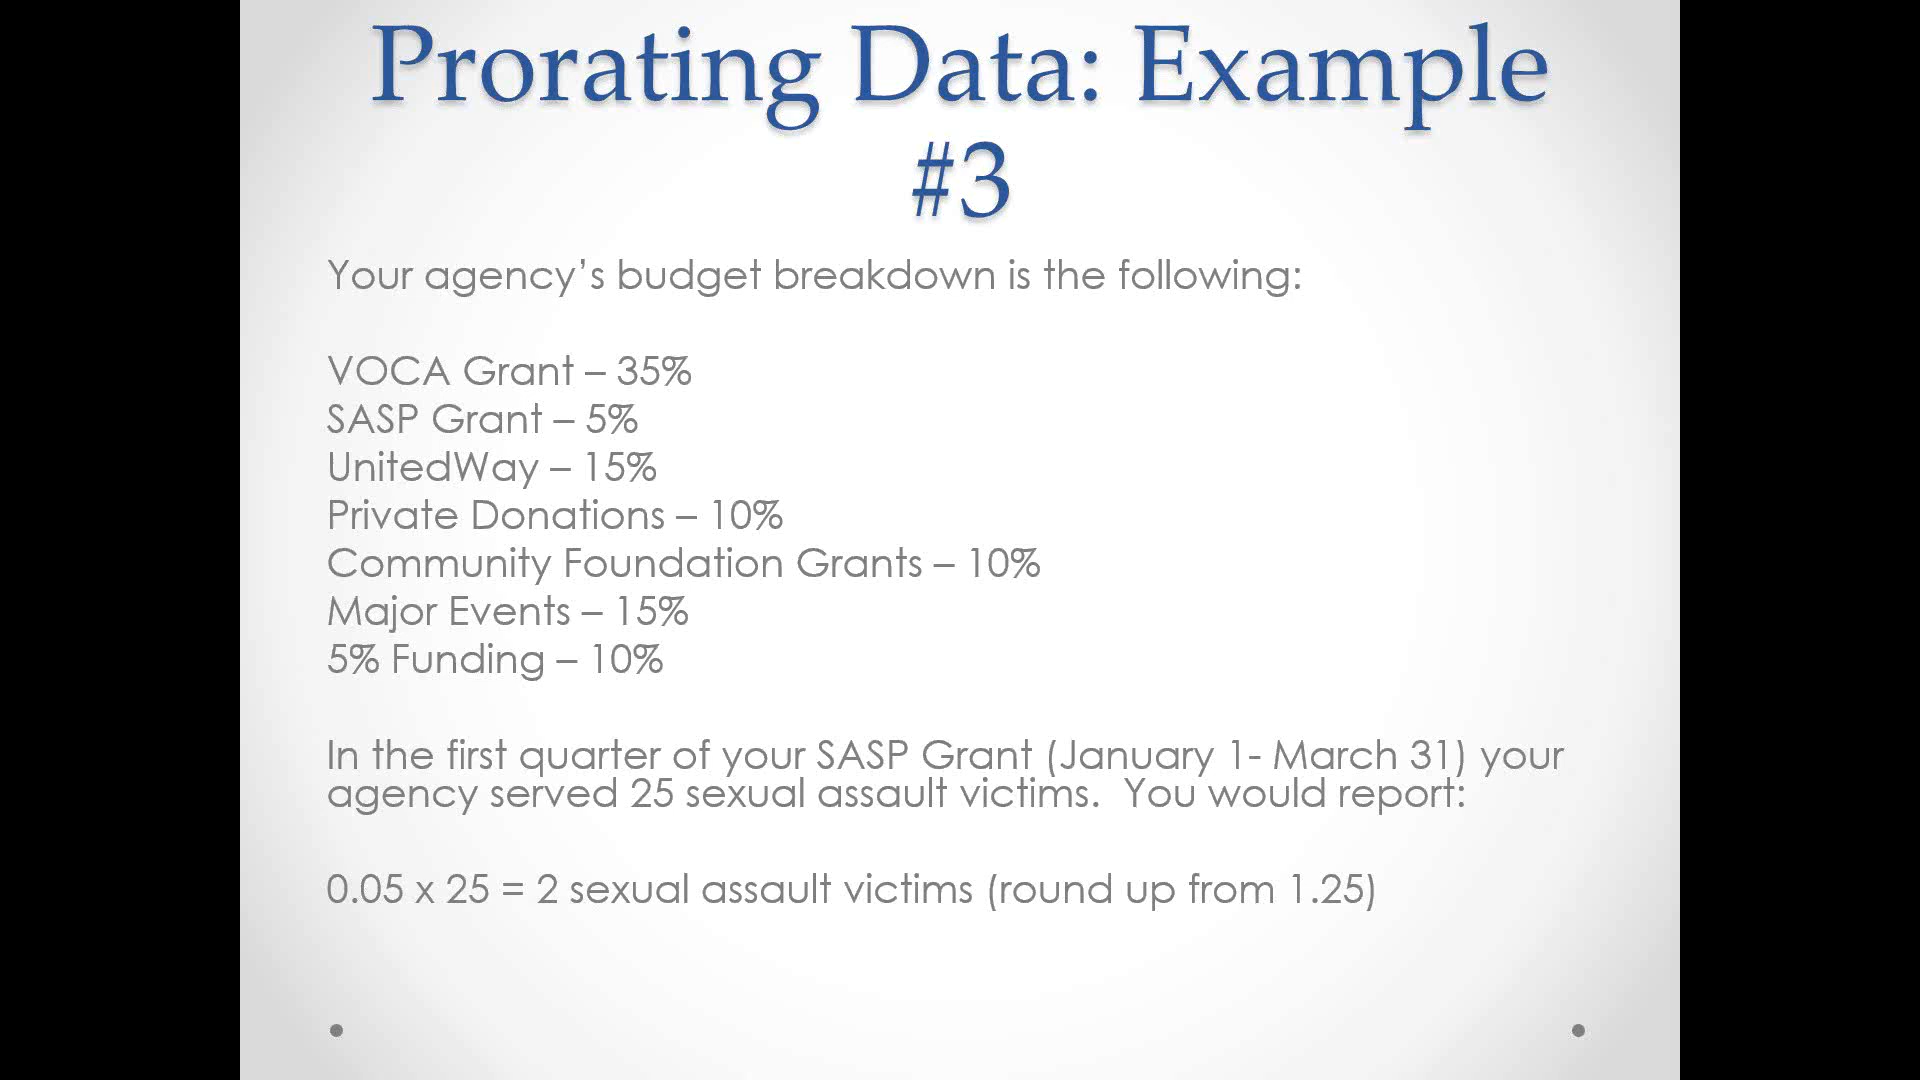 Prorating Data: Example
#3
Your agency’s budget breakdown is the following:
VOCA Grant – 35%
SASP Grant – 5%
UnitedWay – 15%
Private Donations – 10%
Community Foundation Grants – 10%
Major Events – 15%
5% Funding – 10%
In the first quarter of your SASP Grant (January 1- March 31) your
agency served 25 sexual assault victims.  You would report:
0.05 x 25 = 2 sexual assault victims (round up from 1.25)